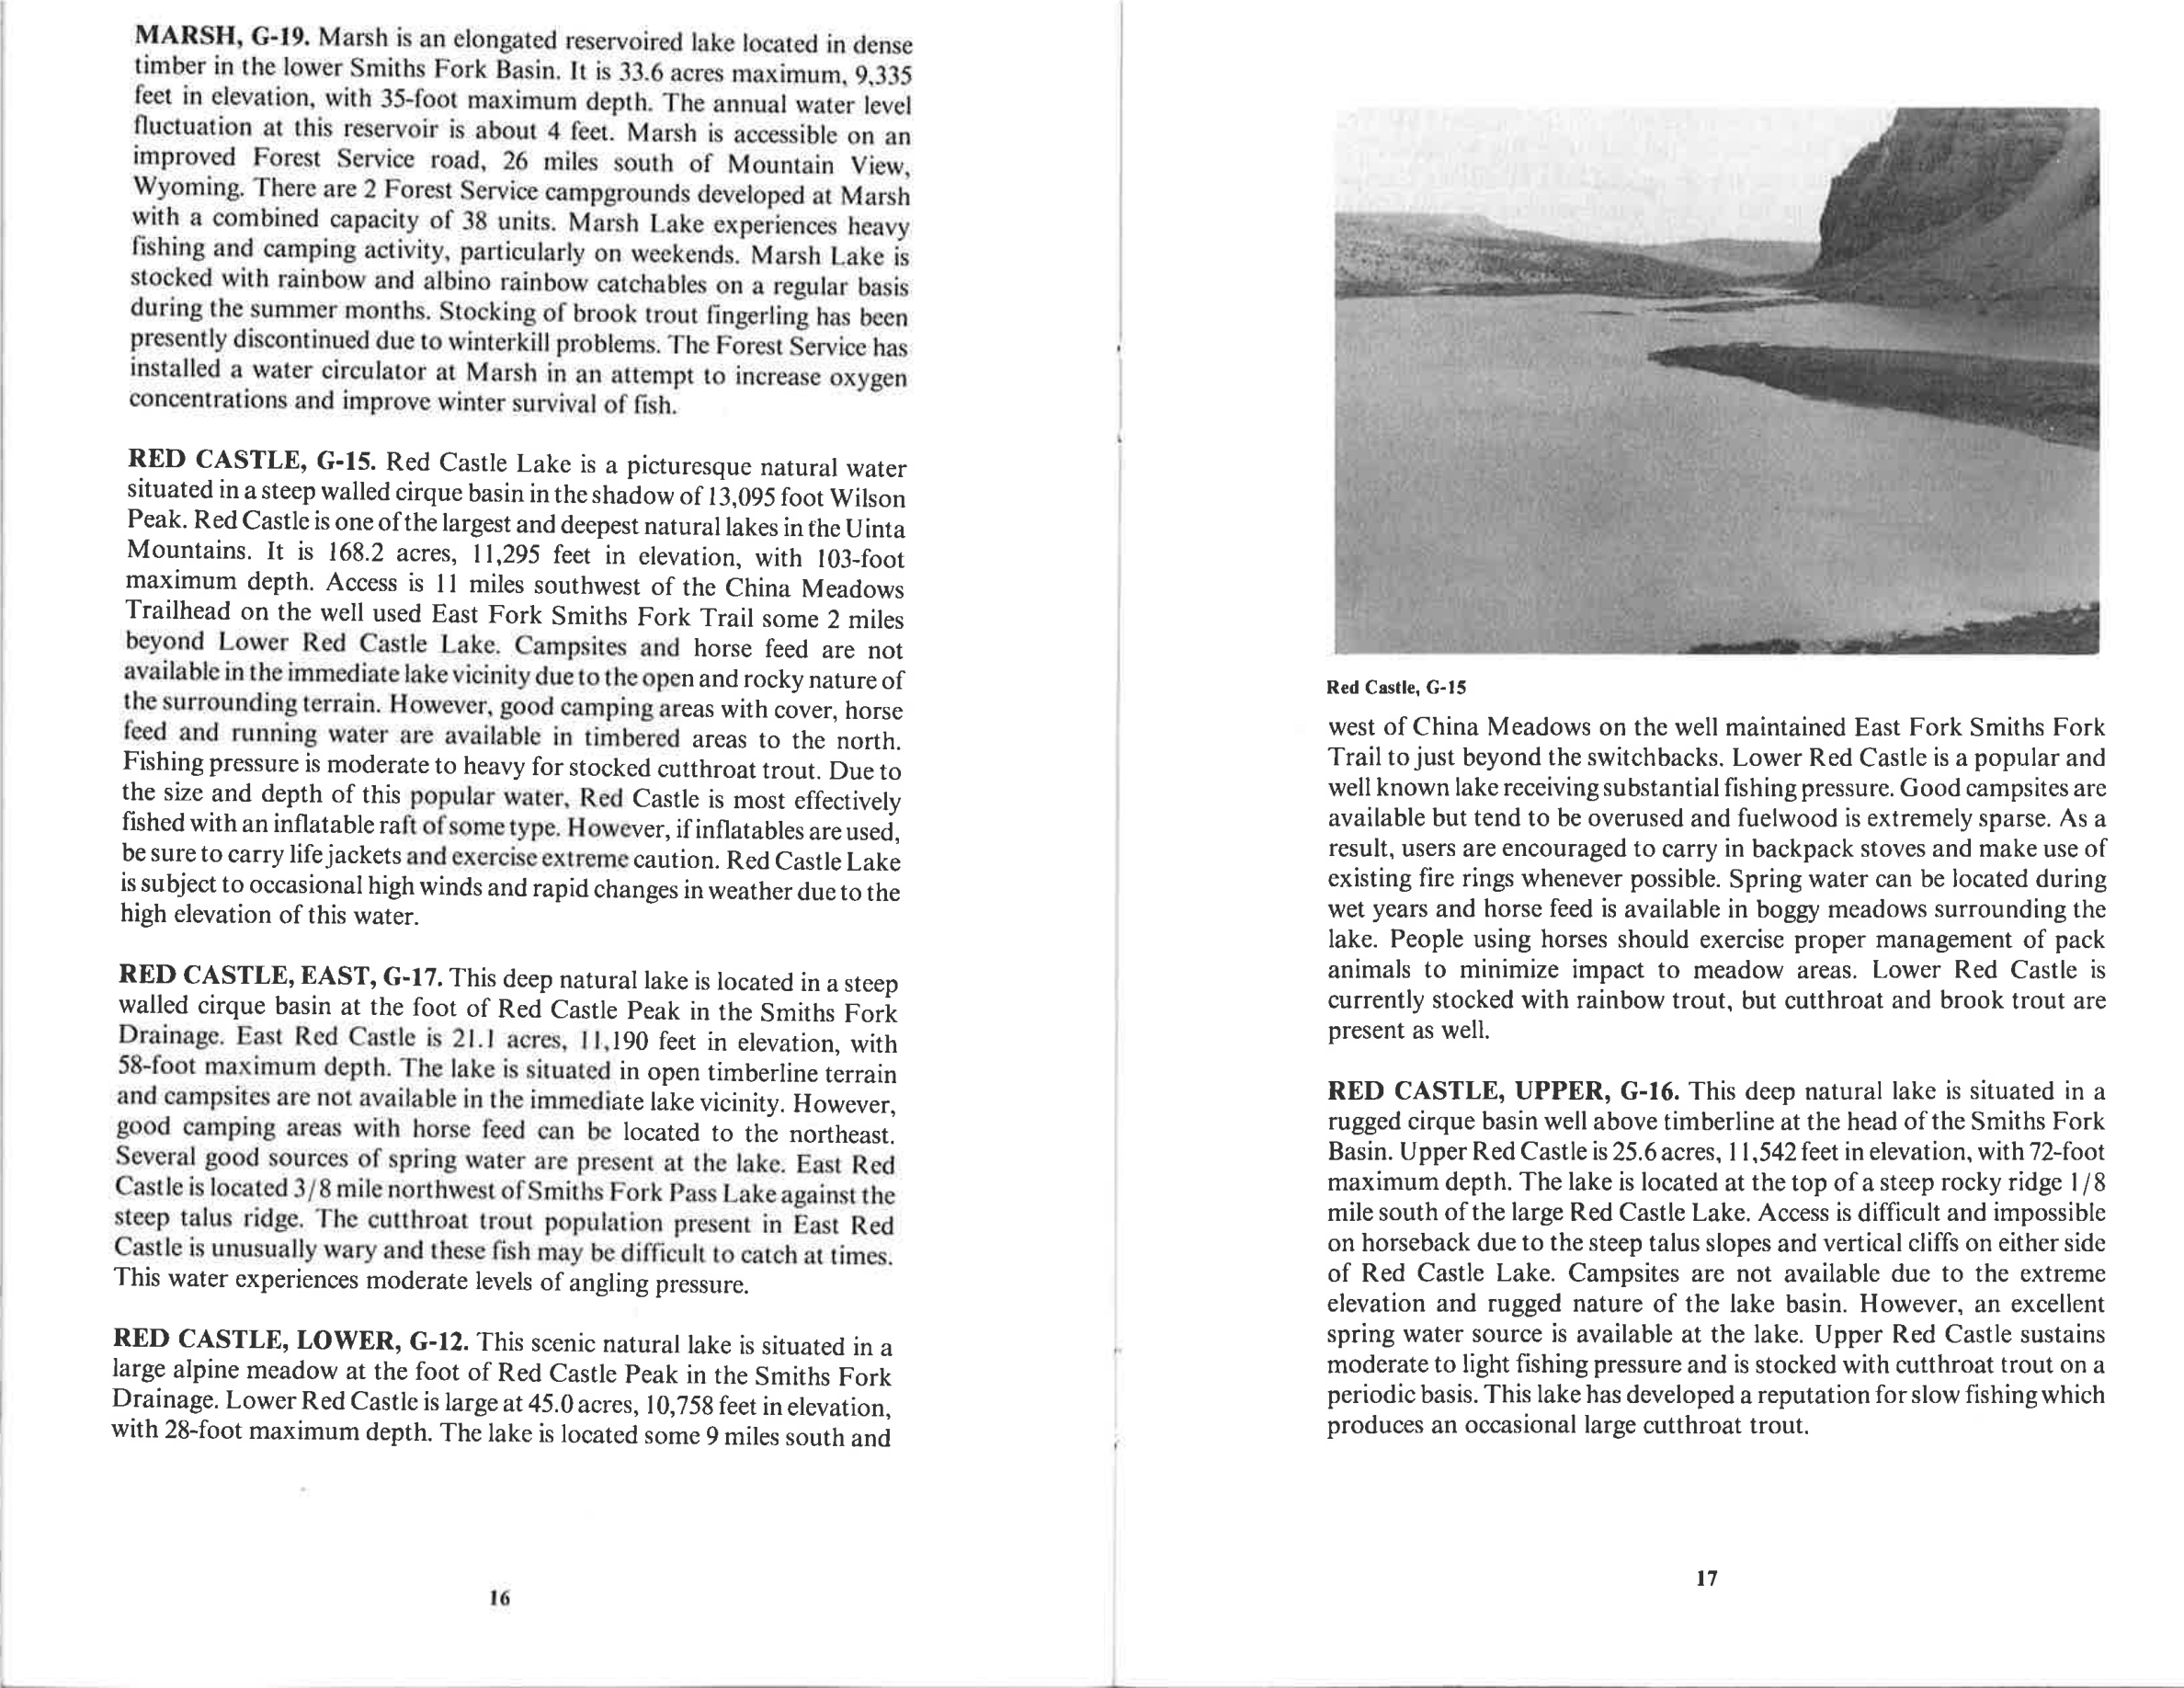 MARSH, G-19. Marsh is an elongated reservoired lake located in dense
timber in the lower Smiths Fork Basin. It is 33.6 acres maximum, 9,335
feet in elevation, with 35-foot maximum depth. The annual water level
fluctuation at this reservoir is about 4 feet. Marsh is accessible on an
improved Forest Service road, 26 miles south of Mountain View,
Wyoming. There are 2 Forest Service campgrounds developed at Marsh
with a combined capacity of 38 units. Marsh Lake experiences heavy
fishing and camping activity, particularly on weekends. Marsh Lake is
stocked with rainbow and albino rainbow catchables on a regular basis
during the summer months. Stocking of brook trout fingerling has been
presently discontinued due to winterkill problems. The Forest Service has
installed a water circulator at Marsh in an attempt to increase oxygen
concentrations and improve winter survival of fish.
RED CASTLE, G-15. Red Castle Lake is a picturesque natural water
situated in a steep walled cirque basin in the shadow of 13,095 foot Wilson
Peak. Red Castle is one of the largest and deepest natural lakes in the Uinta
Mountains. It is 168.2 acres, 11,295 feet in elevation, with 103-foot
maximum depth. Access is 11 miles southwest of the China Meadows
Trailhead on the well used East Fork Smiths Fork Trail some 2 miles
beyond Lower Red Castle Lake. Campsites and horse feed are not
available in the immediate lake vicinity due to the open and rocky nature of
the surrounding terrain. However, good camping areas with cover, horse
feed and running water are available in timbered areas to the north.
Fishing pressure is moderate to heavy for stocked cutthroat trout. Due to
the size and depth of this popular water, Red Castle is most effectively
fished with an inflatable raft of some type. However, if inflatables are used,
be sure to carry life jackets and exercise extreme caution. Red Castle Lake
is subject to occasional high winds and rapid changes in weather due to the
high elevation of this water.
RED CASTLE, EAST, G-17. This deep natural lake is located in a steep
walled cirque basin at the foot of Red Castle Peak in the Smiths Fork
Drainage. East Red Castle is 21.1 acres, 11,190 feet in elevation, with
58-foot maximum depth. The lake is situated in open timberline terrain
and campsites are not available in the immediate lake vicinity. However,
good camping areas with horse feed can be located to the northeast.
Several good sources of spring water are present at the lake. East Red
Castle is located 3/8 mile northwest of Smiths Fork Pass Lake against the
steep talus ridge. The cutthroat trout population present in East Red
Castle is unusually wary and these fish may be difficult to catch at times.
This water experiences moderate levels of angling pressure.
RED CASTLE, LOWER, G-12. This scenic natural lake is situated in a
large alpine meadow at the foot of Red Castle Peak in the Smiths Fork
Drainage. Lower Red Castle is large at 45.0 acres, 10,758 feet in elevation,
with 28-foot maximum depth. The lake is located some 9 miles south and
16
Red Castle, G-15
west of China Meadows on the well maintained East Fork Smiths Fork
Trail to just beyond the switchbacks. Lower Red Castle is a popular and
well known lake receiving substantial fishing pressure. Good campsites are
available but tend to be overused and fuelwood is extremely sparse. As a
result, users are encouraged to carry in backpack stoves and make use of
existing fire rings whenever possible. Spring water can be located during
wet years and horse feed is available in boggy meadows surrounding the
lake. People using horses should exercise proper management of pack
animals to minimize impact to meadow areas. Lower Red Castle is
currently stocked with rainbow trout, but cutthroat and brook trout are
present as well.
RED CASTLE, UPPER, G-16. This deep natural lake is situated in a
rugged cirque basin well above timberline at the head of the Smiths Fork
Basin. Upper Red Castle is 25.6 acres, 11,542 feet in elevation, with 72-foot
maximum depth. The lake is located at the top of a steep rocky ridge 1/8
mile south of the large Red Castle Lake. Access is difficult and impossible
on horseback due to the steep talus slopes and vertical cliffs on either side
of Red Castle Lake. Campsites are not available due to the extreme
elevation and rugged nature of the lake basin. However, an excellent
spring water source is available at the lake. Upper Red Castle sustains
moderate to light fishing pressure and is stocked with cutthroat trout on a
periodic basis. This lake has developed a reputation for slow fishing which
produces an occasional large cutthroat trout.
17